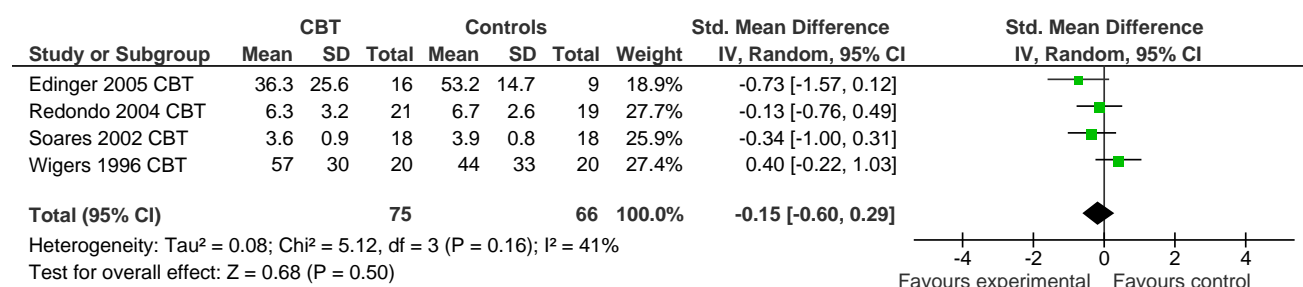 CBT Controls Std. Mean Difference Std. Mean Difference
Study or Subgroup Mean SD Total Mean SD Total Weight IV, Random, 95% CI IV, Random, 95% CI
Edinger 2005 CBT 36.3 25.6 16 53.2 14.7 9 18.9% -0.73 [-1.57, 0.12]
Redondo 2004 CBT 6.3 3.2 21 6.7 2.6 19 27.7% -0.13 [-0.76, 0.49]
Soares 2002 CBT 3.6 0.9 18 3.9 0.8 18 25.9% -0.34 [-1.00, 0.31]
Wigers 1996 CBT 57 30 20 44 33 20 27.4% 0.40 [-0.22, 1.03]
Total (95% CI) 75 66 100.0% -0.15 [-0.60, 0.29]
Heterogeneity: Tau² = 0.08; Chi² = 5.12, df = 3 (P = 0.16); I² = 41%
Test for overall effect: Z = 0.68 (P = 0.50)
-4 -2 0 2 4
Favours experimental Favours control